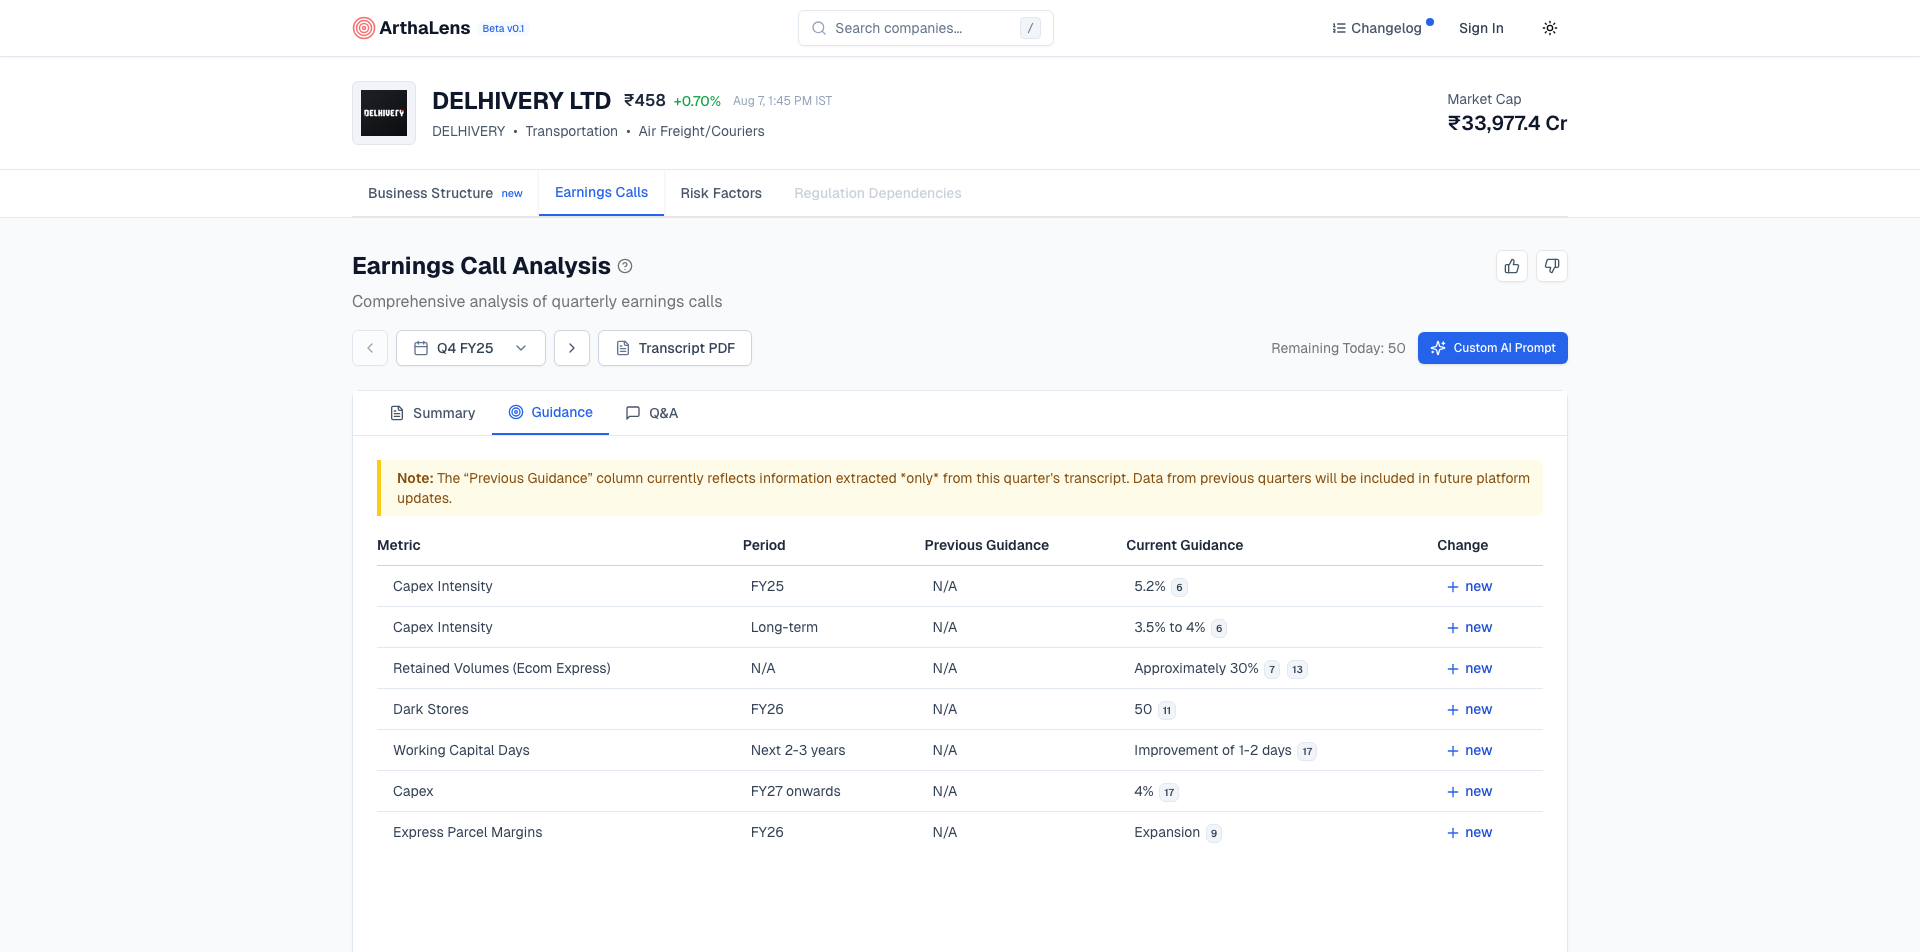 ArthaLens Beta v0.1
Search companies... /
Changelog
Sign In
DELHIVERY
DELHIVERY LTD ₹458 +0.70% Aug 7, 1:45 PM IST
DELHIVERY • Transportation • Air Freight/Couriers
Market Cap
₹33,977.4 Cr
Business Structure new
Earnings Calls
Risk Factors
Regulation Dependencies
Earnings Call Analysis
Comprehensive analysis of quarterly earnings calls
Q4 FY25
Transcript PDF
Remaining Today: 50
Custom AI Prompt
Summary
Guidance
Q&A
Note: The “Previous Guidance” column currently reflects information extracted *only* from this quarter's transcript. Data from previous quarters will be included in future platform
updates.
Metric Period Previous Guidance Current Guidance Change
Capex Intensity FY25 N/A 5.2% 6 + new
Capex Intensity Long-term N/A 3.5% to 4% 6 + new
Retained Volumes (Ecom Express) N/A N/A Approximately 30% 7 13 + new
Dark Stores FY26 N/A 50 11 + new
Working Capital Days Next 2-3 years N/A Improvement of 1-2 days 17 + new
Capex FY27 onwards N/A 4% 17 + new
Express Parcel Margins FY26 N/A Expansion 9 + new